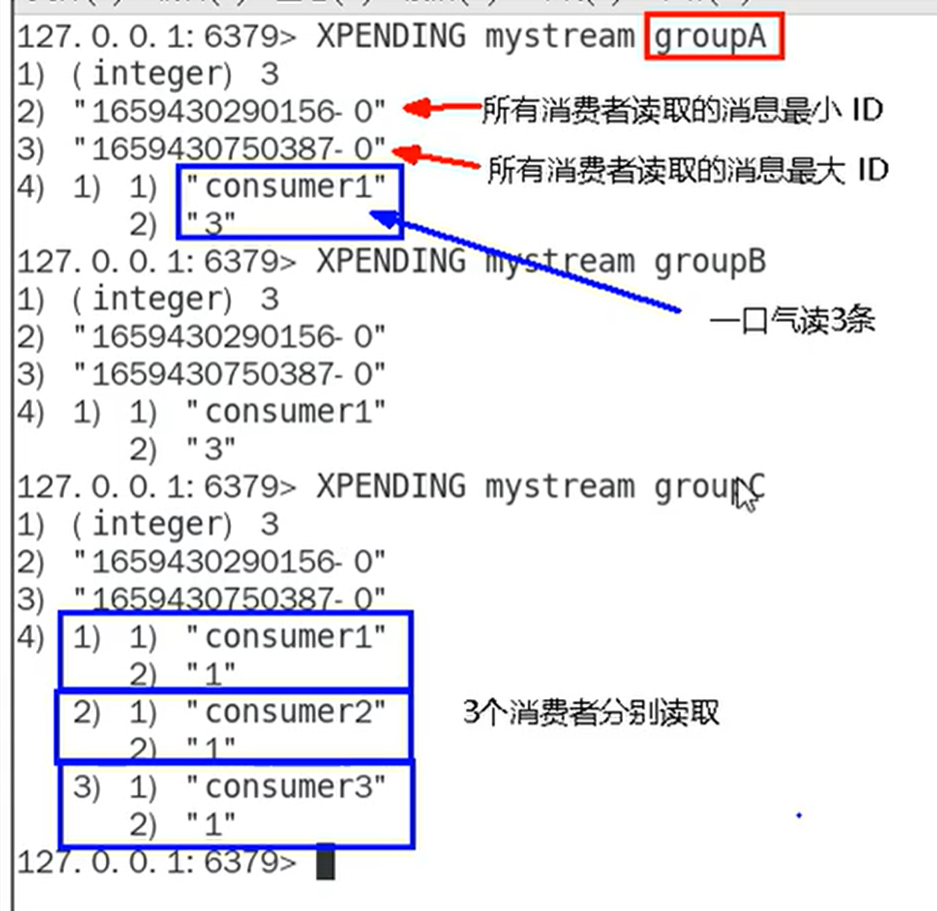 127.0.0.1:6379> XPENDING mystream groupA
1) (integer) 3
2) "1659430290156-0" 所有消费者读取的消息最小 ID
3) "1659430750387-0" 所有消费者读取的消息最大 ID
4) 1) 1) "consumer1"
2) "3"
127.0.0.1:6379> XPENDING mystream groupB
1) (integer) 3
一口气读3条
2) "1659430290156-0"
3) "1659430750387-0"
4) 1) 1) "consumer1"
2) "3"
127.0.0.1:6379> XPENDING mystream groupC
1) (integer) 3
2) "1659430290156-0"
3) "1659430750387-0"
4) 1) 1) "consumer1"
2) "1"
2) 1) "consumer2" 3个消费者分别读取
2) "1"
3) 1) "consumer3"
2) "1"
127.0.0.1:6379>